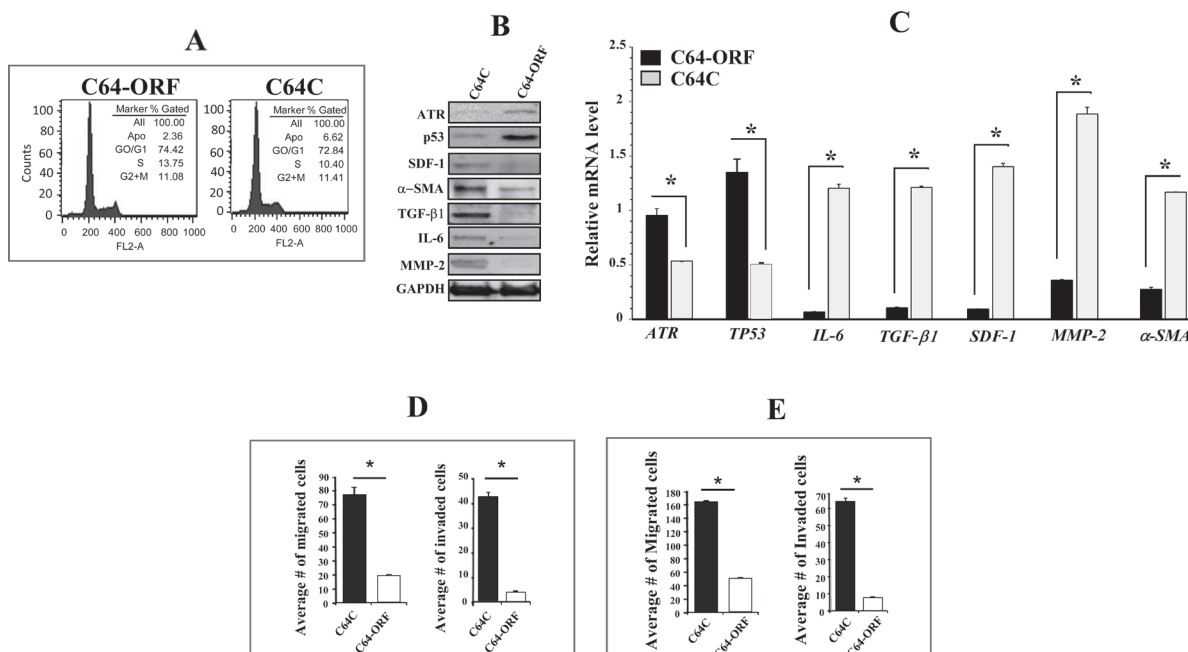 A
C64-ORF
Counts
100
80
60
40
20
0
Marker % Gated
All 100.00
Apo 2.36
GO/G1 74.42
S 13.75
G2+M 11.08
0 200 400 600 800 1000
FL2-A
C64C
100
80
60
40
20
0
Marker % Gated
All 100.00
Apo 6.62
GO/G1 72.84
S 10.40
G2+M 11.41
0 200 400 600 800 1000
FL2-A
B
C64C C64-ORF
ATR
p53
SDF-1
α–SMA
TGF-β1
IL-6
MMP-2
GAPDH
C
Relative mRNA level
2.5
2
1.5
1
0.5
0
C64-ORF
C64C
* * * * * * *
ATR TP53 IL-6 TGF-β1 SDF-1 MMP-2 α-SMA
D
Average # of migrated cells
90
80
70
60
50
40
30
20
10
0
*
C64C C64-ORF
Average # of invaded cells
50
40
30
20
10
0
*
C64C C64-ORF
E
Average # of Migrated cells
180
160
140
120
100
80
60
40
20
0
*
C64C C64-ORF
Average # of Invaded cells
70
60
50
40
30
20
10
0
*
C64C C64-ORF